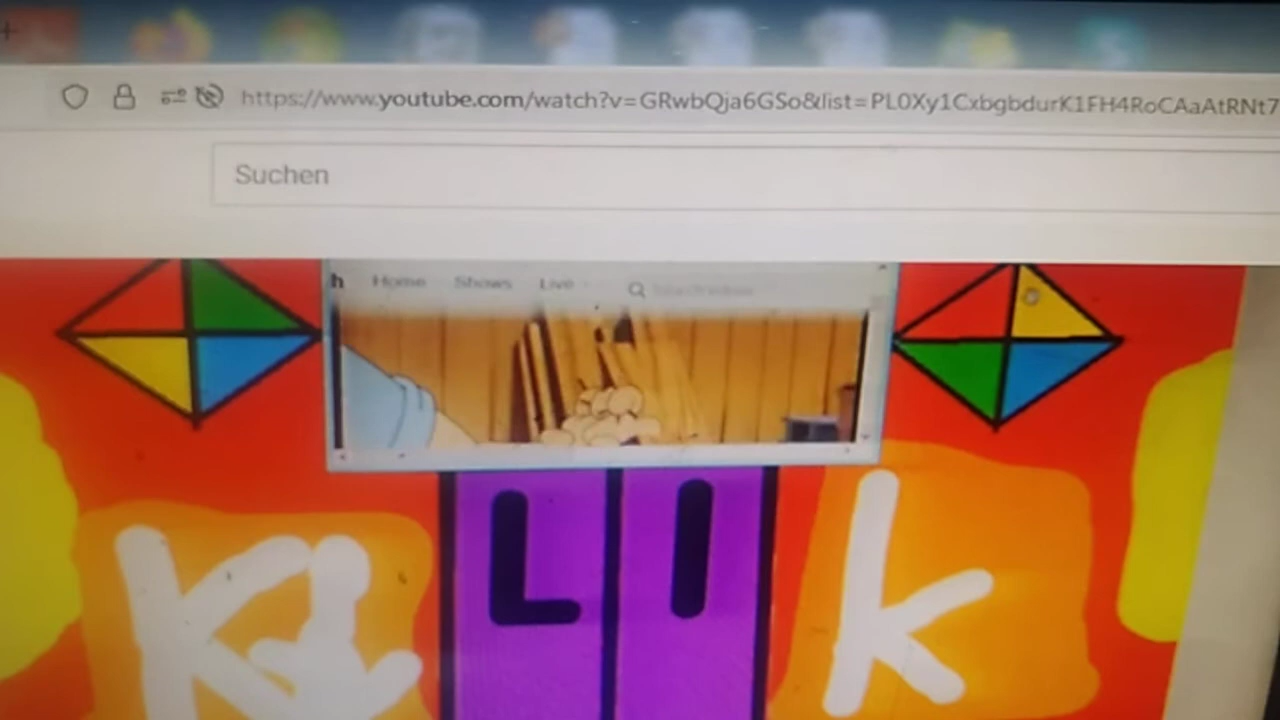 https://www.youtube.com/watch?v=GRwbQja6GSo&list=PL0Xy1CxbgbdurK1FH4RoCAaAtRNt7
Suchen
h Home Shows Live
L I k